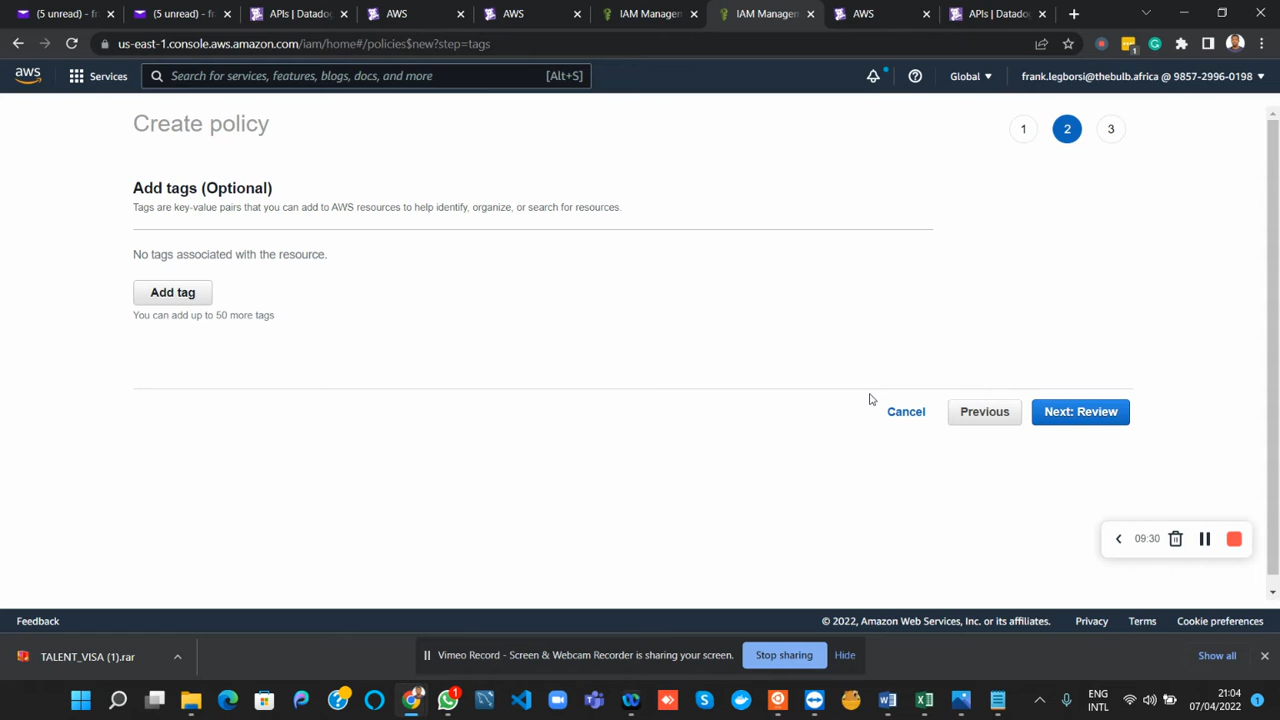 (5 unread) - fr
(5 unread) - fr
APIs | Datadog
AWS
AWS
IAM Managem
IAM Managem
AWS
APIs | Datadog
us-east-1.console.aws.amazon.com/iam/home#/policies$new?step=tags
1
aws
Services
Search for services, features, blogs, docs, and more
[Alt+S]
Global
frank.legborsi@thebulb.africa @ 9857-2996-0198
Create policy
1
2
3
Add tags (Optional)
Tags are key-value pairs that you can add to AWS resources to help identify, organize, or search for resources.
No tags associated with the resource.
Add tag
You can add up to 50 more tags
Cancel
Previous
Next: Review
09:30
Feedback
© 2022, Amazon Web Services, Inc. or its affiliates.
Privacy
Terms
Cookie preferences
TALENT_VISA (1).rar
Vimeo Record - Screen & Webcam Recorder is sharing your screen.
Stop sharing
Hide
Show all
1
ENG
INTL
21:04
07/04/2022
1